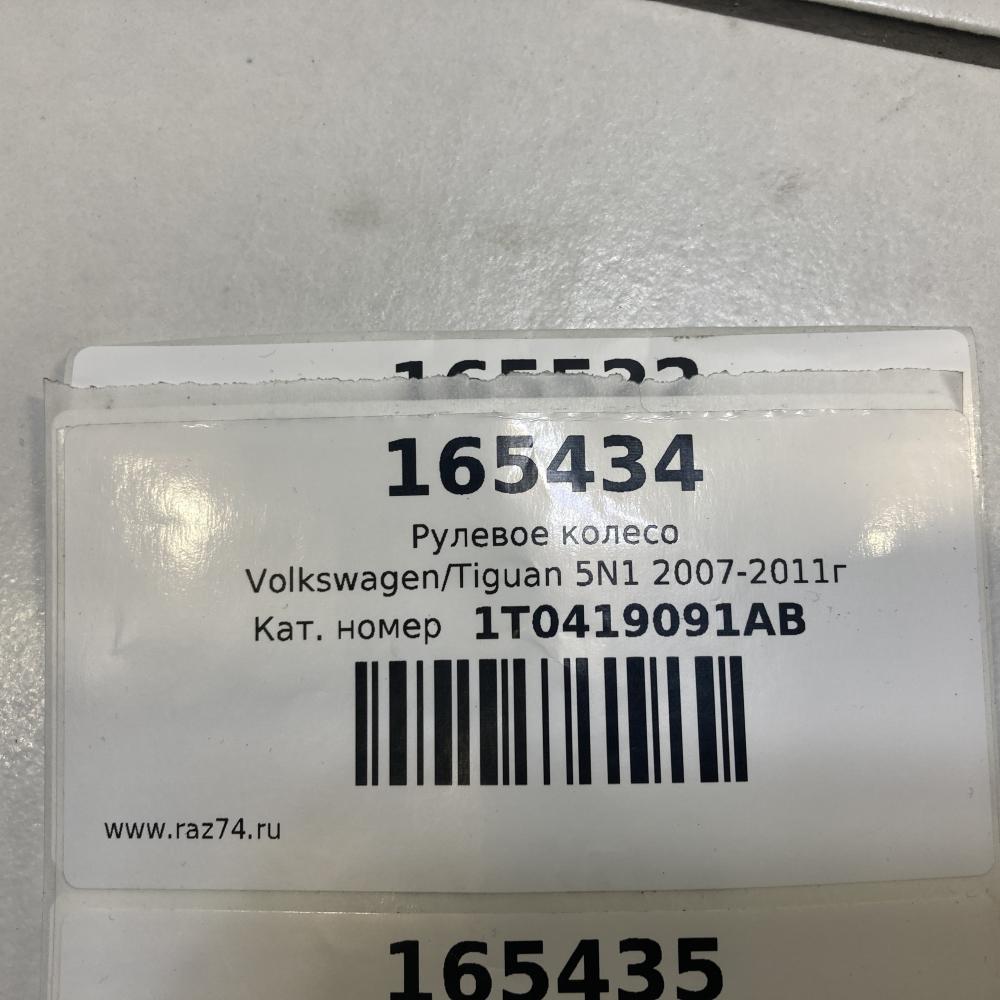 165434
Рулевое колесо
Volkswagen/Tiguan 5N1 2007-2011г
Кат. номер 1T0419091AB
www.raz74.ru
165435